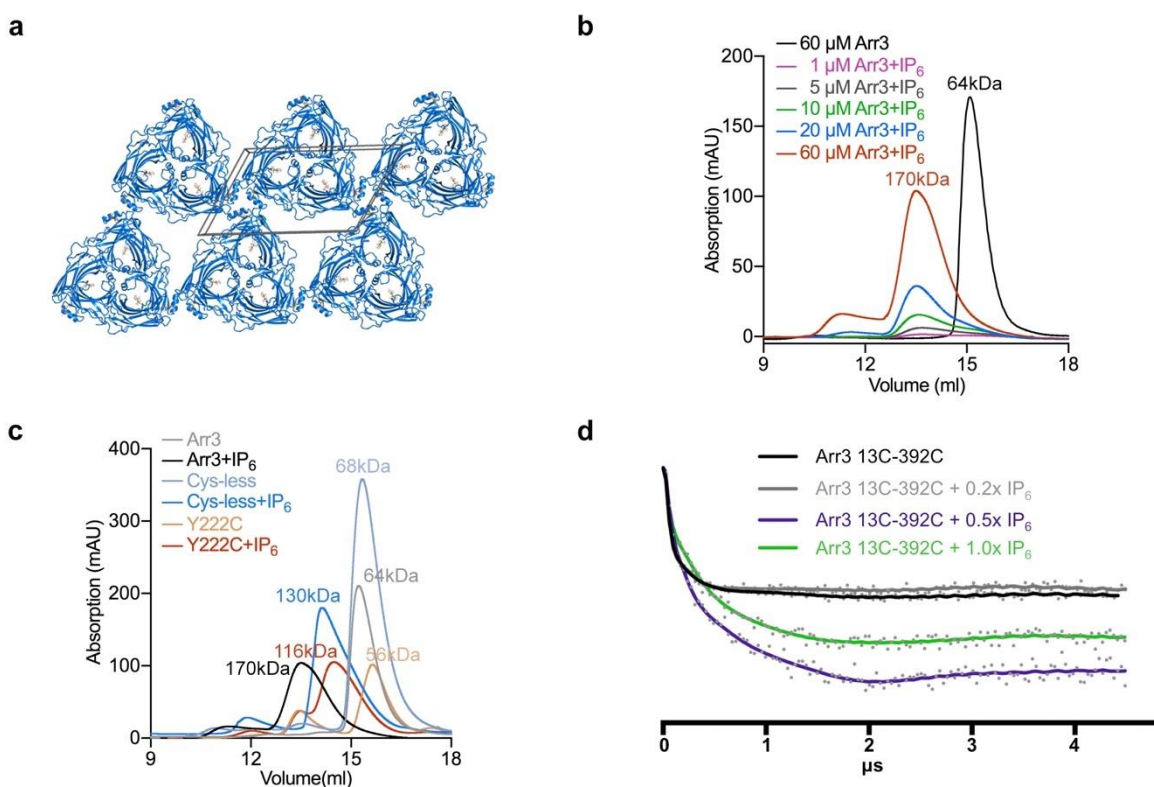 a
b
60 µM Arr3
1 µM Arr3+IP₆
5 µM Arr3+IP₆
10 µM Arr3+IP₆
20 µM Arr3+IP₆
60 µM Arr3+IP₆
200
150
100
50
0
Absorption (mAU)
64kDa
170kDa
9 12 15 18
Volume (ml)
c
Arr3
Arr3+IP₆
Cys-less
Cys-less+IP₆
Y222C
Y222C+IP₆
400
300
200
100
0
Absorption (mAU)
68kDa
64kDa
130kDa
116kDa
56kDa
170kDa
9 12 15 18
Volume(ml)
d
Arr3 13C-392C
Arr3 13C-392C + 0.2x IP₆
Arr3 13C-392C + 0.5x IP₆
Arr3 13C-392C + 1.0x IP₆
0 1 2 3 4
µs